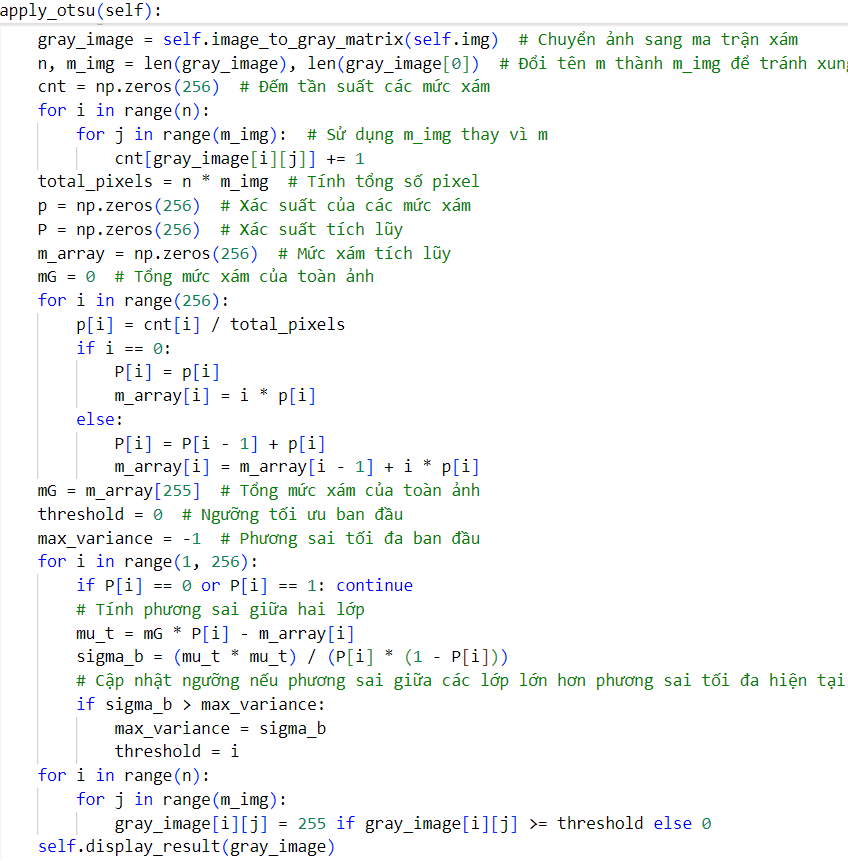 apply_otsu(self):
gray_image = self.image_to_gray_matrix(self.img)  # Chuyển ảnh sang ma trận xám
n, m_img = len(gray_image), len(gray_image[0])  # Đổi tên m thành m_img để tránh
cnt = np.zeros(256)  # Đếm tần suất các mức xám
for i in range(n):
for j in range(m_img):  # Sử dụng m_img thay vì m
cnt[gray_image[i][j]] += 1
total_pixels = n * m_img  # Tính tổng số pixel
p = np.zeros(256)  # Xác suất của các mức xám
P = np.zeros(256)  # Xác suất tích lũy
m_array = np.zeros(256)  # Mức xám tích lũy
mG = 0  # Tổng mức xám của toàn ảnh
for i in range(256):
p[i] = cnt[i] / total_pixels
if i == 0:
P[i] = p[i]
m_array[i] = i * p[i]
else:
P[i] = P[i - 1] + p[i]
m_array[i] = m_array[i - 1] + i * p[i]
mG = m_array[255]  # Tổng mức xám của toàn ảnh
threshold = 0  # Ngưỡng tối ưu ban đầu
max_variance = -1  # Phương sai tối đa ban đầu
for i in range(1, 256):
if P[i] == 0 or P[i] == 1: continue
# Tính phương sai giữa hai lớp
mu_t = mG * P[i] - m_array[i]
sigma_b = (mu_t * mu_t) / (P[i] * (1 - P[i]))
# Cập nhật ngưỡng nếu phương sai giữa các lớp lớn hơn phương sai tối đa hiện tại
if sigma_b > max_variance:
max_variance = sigma_b
threshold = i
for i in range(n):
for j in range(m_img):
gray_image[i][j] = 255 if gray_image[i][j] >= threshold else 0
self.display_result(gray_image)